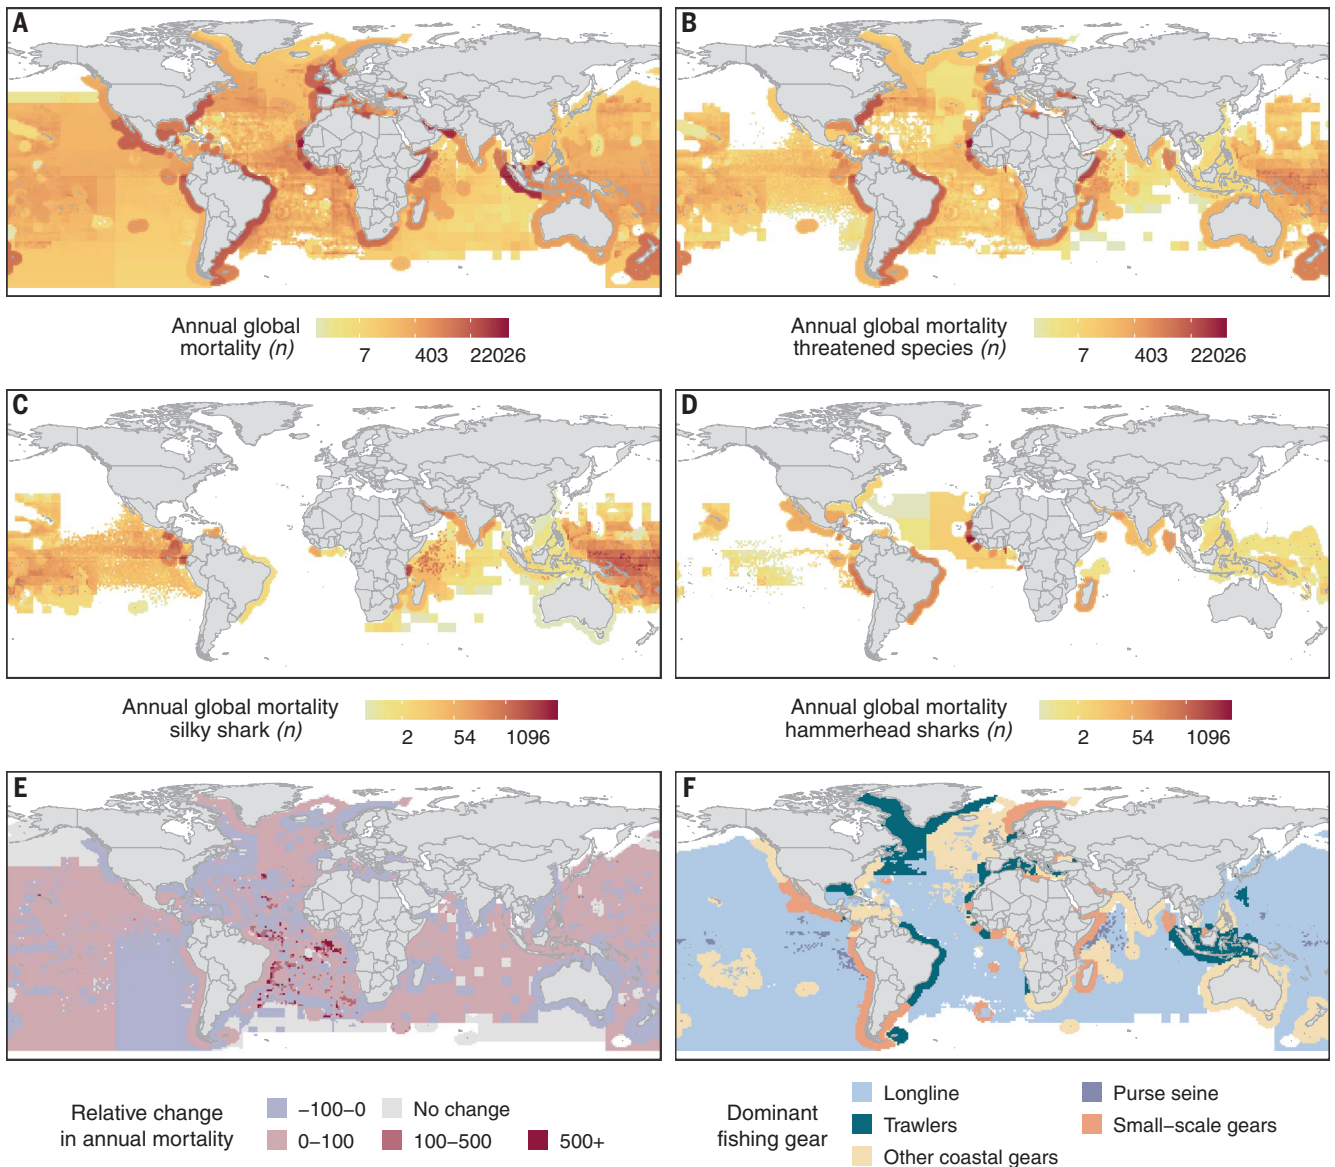 A
B
Annual global
mortality (n)
7
403
22026
Annual global mortality
threatened species (n)
7
403
22026
C
D
Annual global mortality
silky shark (n)
2
54
1096
Annual global mortality
hammerhead sharks (n)
2
54
1096
E
F
Relative change
in annual mortality
−100−0
No change
0−100
100−500
500+
Dominant
fishing gear
Longline
Purse seine
Trawlers
Small−scale gears
Other coastal gears